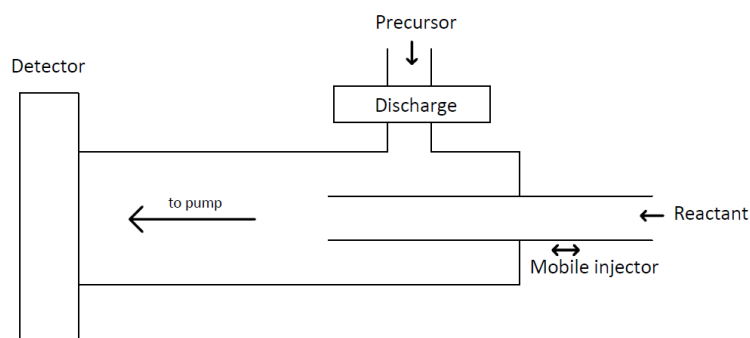 Precursor
Detector
Discharge
to pump
Reactant
Mobile injector